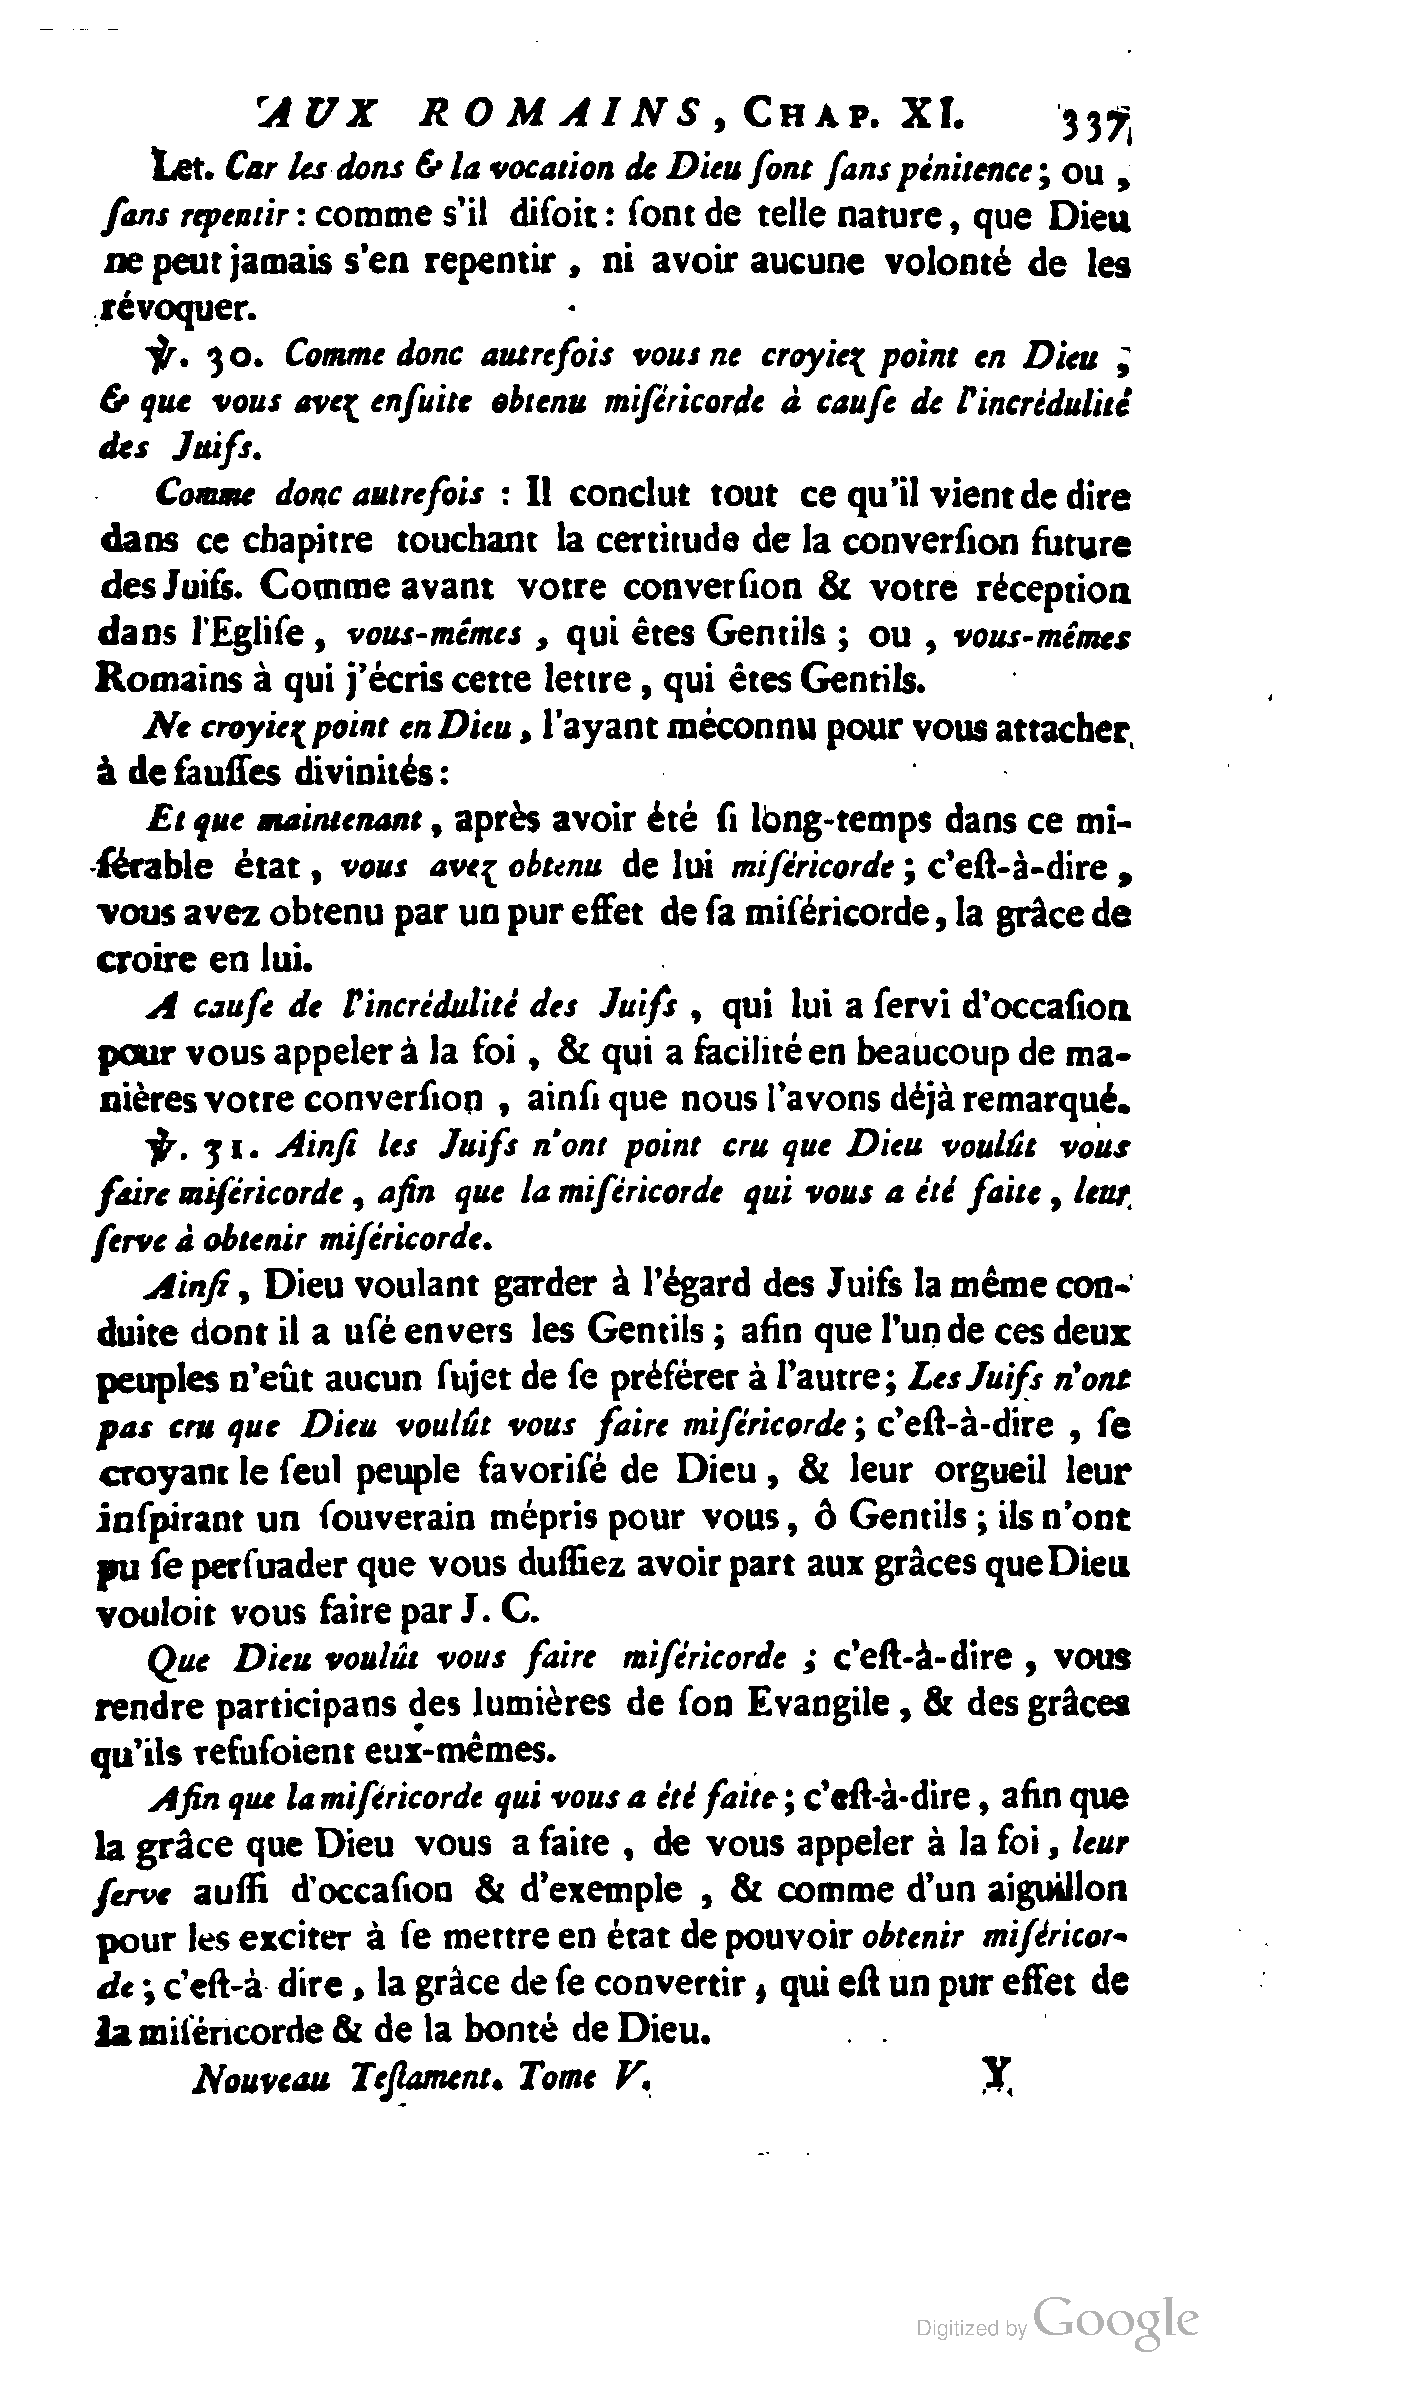 AUX ROMAINS, CHAP. XI. 337
Let. Car les dons & la vocation de Dieu ſont ſans pénitence ; ou ,
ſans repentir : comme s'il diſoit : ſont de telle nature, que Dieu
ne peut jamais s'en repentir , ni avoir aucune volonté de les
révoquer.
℣. 30. Comme donc autrefois vous ne croyiez point en Dieu ;
& que vous avez enſuite obtenu miſéricorde à cauſe de l'incrédulité
des Juifs.
Comme donc autrefois : Il conclut tout ce qu'il vient de dire
dans ce chapitre touchant la certitude de la converſion future
des Juifs. Comme avant votre converſion & votre réception
dans l'Egliſe , vous-mêmes , qui êtes Gentils ; ou , vous-mêmes
Romains à qui j'écris cette lettre , qui êtes Gentils.
Ne croyiez point en Dieu , l'ayant méconnu pour vous attacher
à de fauſſes divinités :
Et que maintenant , après avoir été ſi long-temps dans ce mi-
ſérable état , vous avez obtenu de lui miſéricorde ; c'eſt-à-dire ,
vous avez obtenu par un pur effet de ſa miſéricorde, la grâce de
croire en lui.
A cauſe de l'incrédulité des Juifs , qui lui a ſervi d'occaſion
pour vous appeler à la foi , & qui a facilité en beaucoup de ma-
nières votre converſion , ainſi que nous l'avons déjà remarqué.
℣. 31. Ainſi les Juifs n'ont point cru que Dieu voulût vous
faire miſéricorde , afin que la miſéricorde qui vous a été faite , leur
ſerve à obtenir miſéricorde.
Ainſi , Dieu voulant garder à l'égard des Juifs la même con-
duite dont il a uſé envers les Gentils ; afin que l'un de ces deux
peuples n'eût aucun ſujet de ſe préférer à l'autre ; Les Juifs n'ont
pas cru que Dieu voulût vous faire miſéricorde ; c'eſt-à-dire , ſe
croyant le ſeul peuple favoriſé de Dieu , & leur orgueil leur
inſpirant un ſouverain mépris pour vous, ô Gentils ; ils n'ont
pu ſe perſuader que vous duſſiez avoir part aux grâces que Dieu
vouloit vous faire par J. C.
Que Dieu voulût vous faire miſéricorde ; c'eſt-à-dire , vous
rendre participans des lumières de ſon Evangile , & des grâces
qu'ils refuſoient eux-mêmes.
Afin que la miſéricorde qui vous a été faite ; c'eſt-à-dire , afin que
la grâce que Dieu vous a faite , de vous appeler à la foi , leur
ſerve auſſi d'occaſion & d'exemple , & comme d'un aiguillon
pour les exciter à ſe mettre en état de pouvoir obtenir miſéricor-
de ; c'eſt-à dire , la grâce de ſe convertir , qui eſt un pur effet de
la miſéricorde & de la bonté de Dieu.
Nouveau Teſtament. Tome V. Y
Digitized by Google